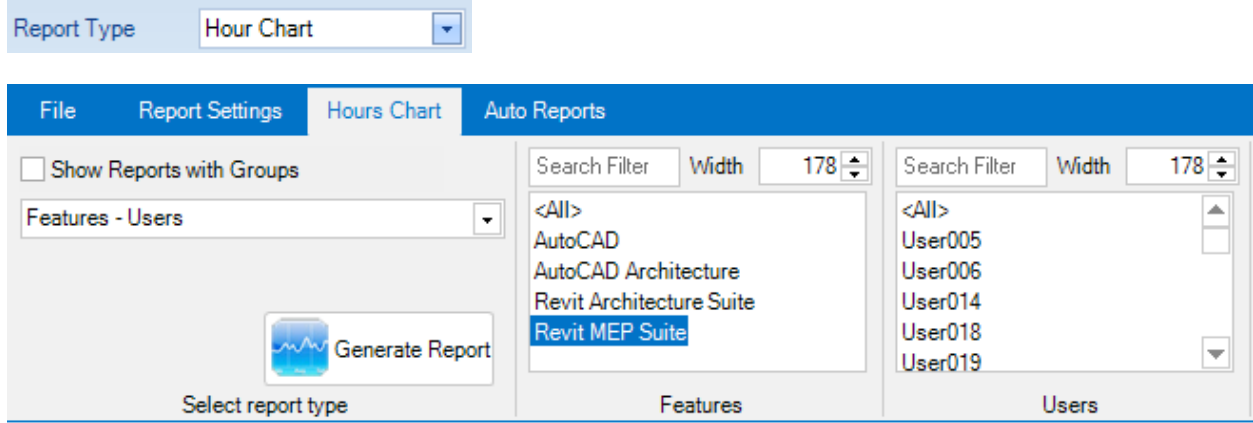 Report Type Hour Chart
File Report Settings Hours Chart Auto Reports
Show Reports with Groups
Features - Users
Generate Report
Select report type
Search Filter Width 178
<All>
AutoCAD
AutoCAD Architecture
Revit Architecture Suite
Revit MEP Suite
Features
Search Filter Width 178
<All>
User005
User006
User014
User018
User019
Users